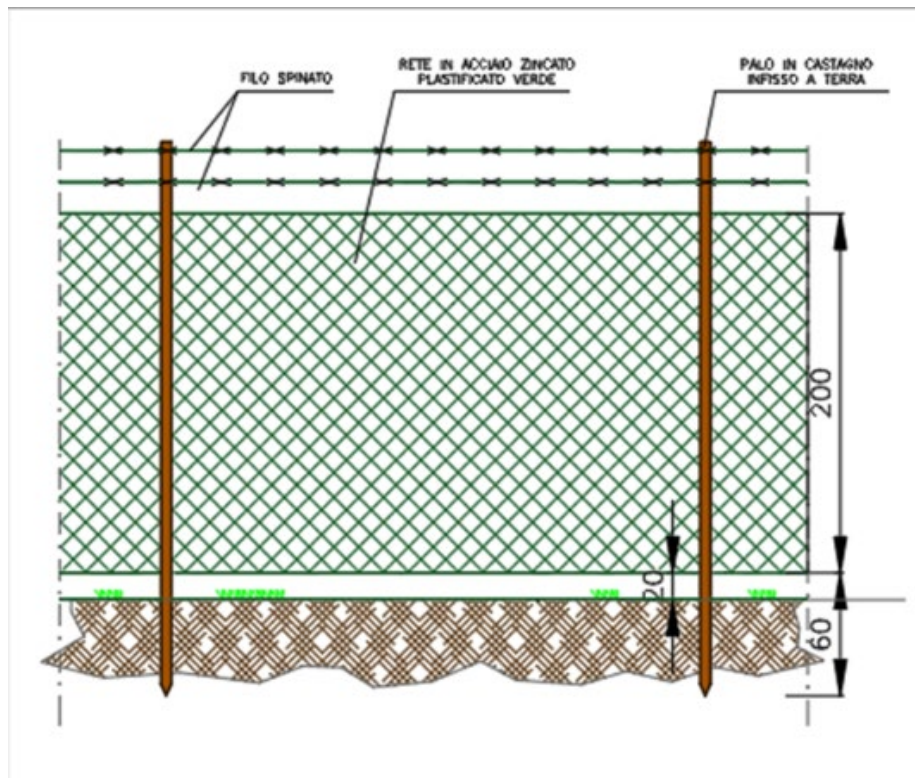 FILO SPINATO
RETE IN ACCIAIO ZINCATO
PLASTIFICATO VERDE
PALO IN CASTAGNO
INFISSO A TERRA
200
20
60